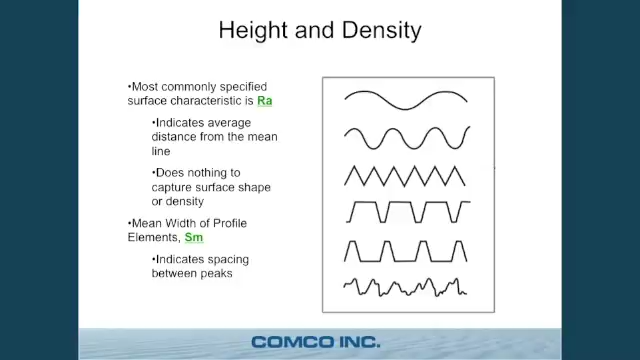 Height and Density
•Most commonly specified
surface characteristic is Ra
•Indicates average
distance from the mean
line
•Does nothing to
capture surface shape
or density
•Mean Width of Profile
Elements, Sm
•Indicates spacing
between peaks
COMCO INC.